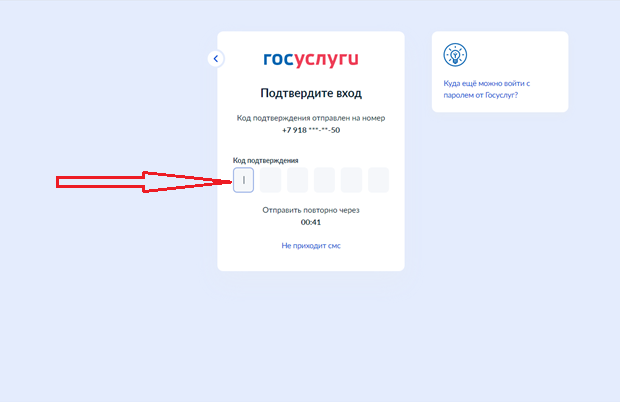 госуслуги
Подтвердите вход
Код подтверждения отправлен на номер
+7 918 ***-**-50
Код подтверждения
Отправить повторно через
00:41
Не приходит смс
Куда ещё можно войти с
паролем от Госуслуг?